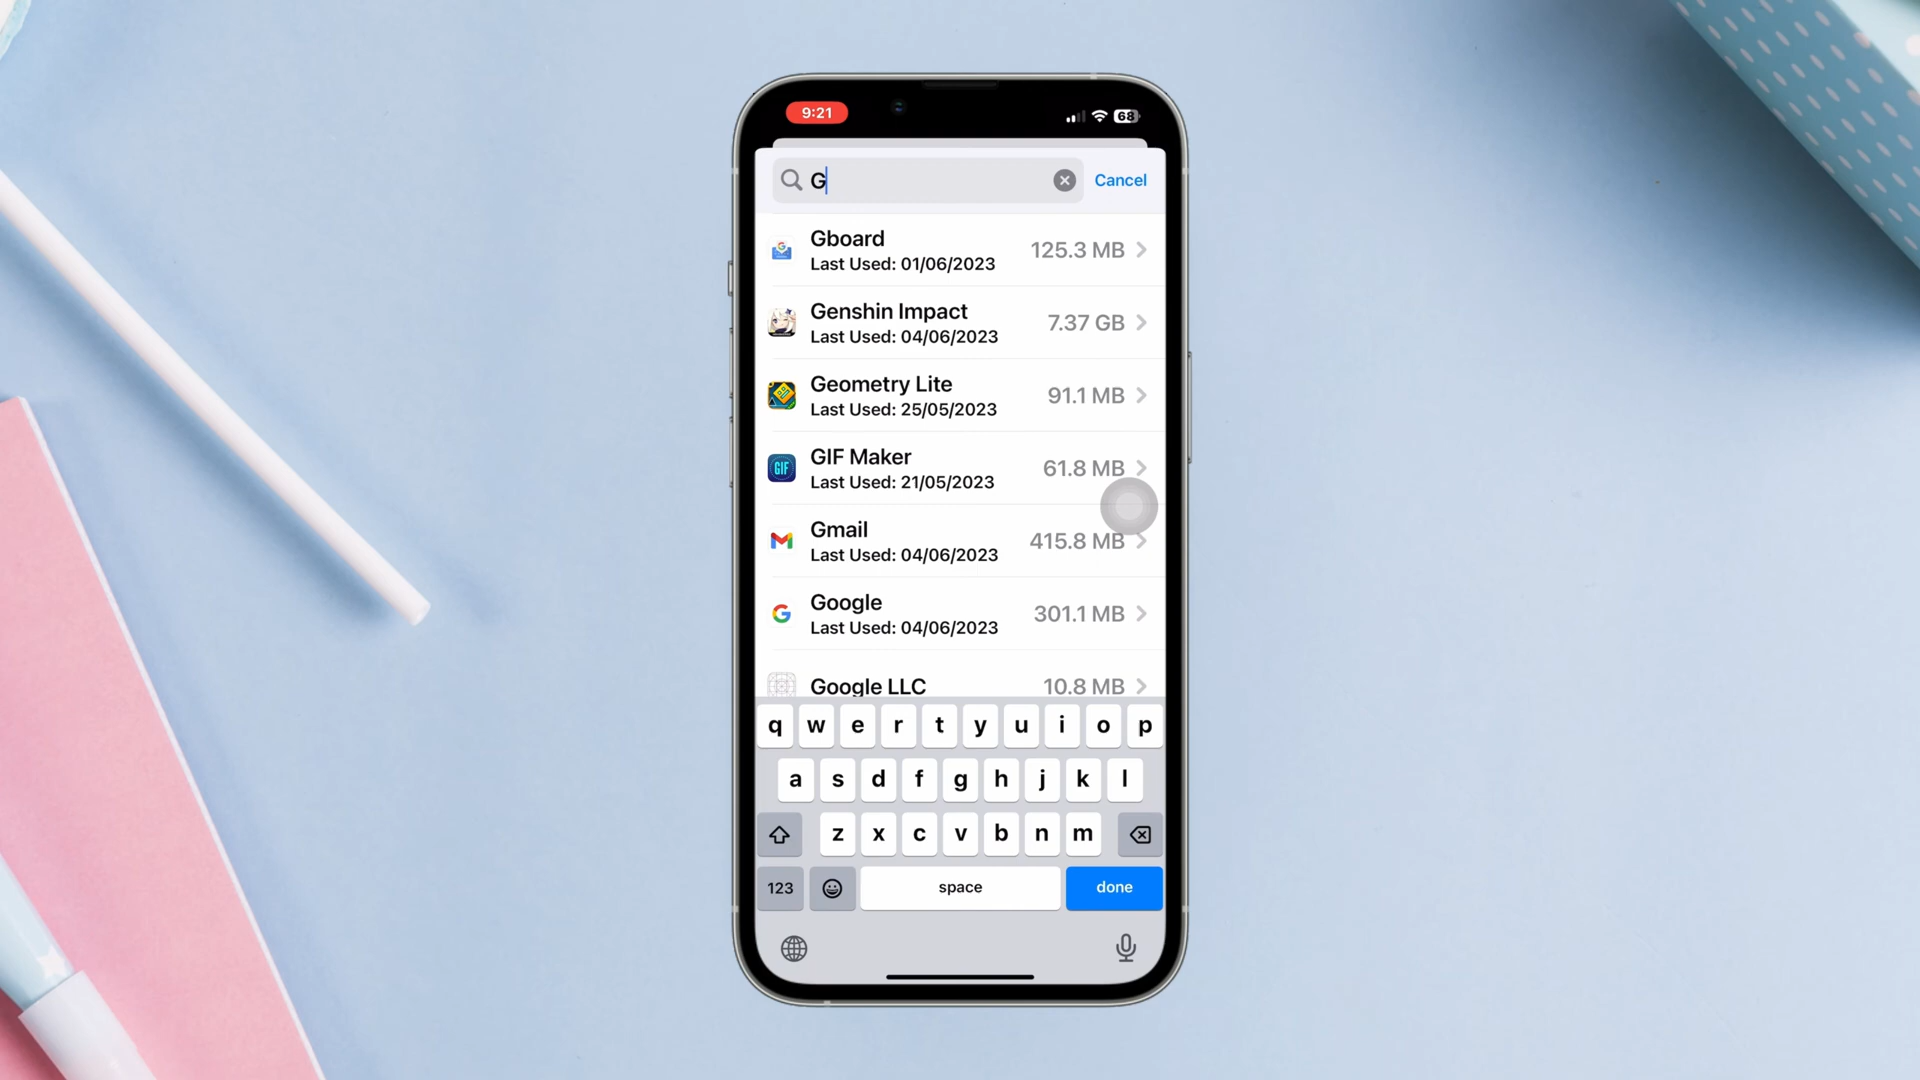 9:21
68
G
Cancel
Gboard
125.3 MB
Last Used: 01/06/2023
Genshin Impact
7.37 GB
Last Used: 04/06/2023
Geometry Lite
91.1 MB
Last Used: 25/05/2023
GIF Maker
61.8 MB
GIF
Last Used: 21/05/2023
Gmail
415.8 MB
Last Used: 04/06/2023
Google
301.1 MB
Last Used: 04/06/2023
Google LLC
10.8 MB
q w e r t y u i o p
a s d f g h j k l
z x c v b n m
123
space
done